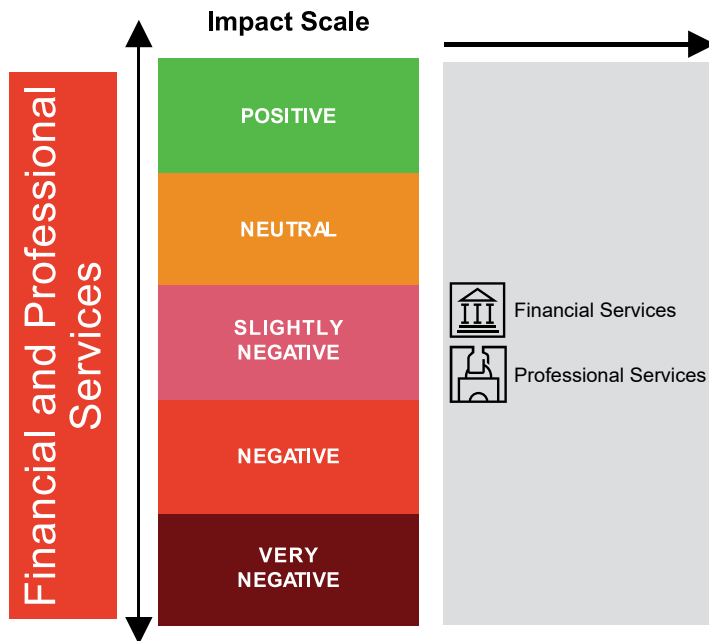 Impact Scale
Financial and Professional
Services
POSITIVE
NEUTRAL
SLIGHTLY
NEGATIVE
NEGATIVE
VERY
NEGATIVE
Financial Services
Professional Services